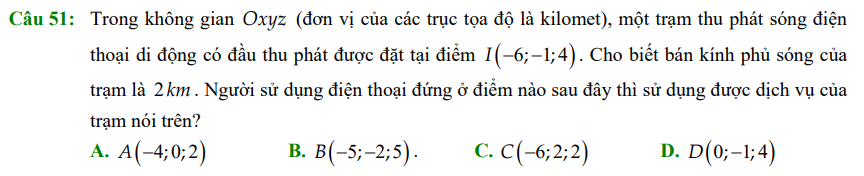 Câu 51: Trong không gian Oxyz (đơn vị của các trục tọa độ là kilomet), một trạm thu phát sóng điện
thoại di động có đầu thu phát được đặt tại điểm I(−6;−1;4). Cho biết bán kính phủ sóng của
trạm là 2km. Người sử dụng điện thoại đứng ở điểm nào sau đây thì sử dụng được dịch vụ của
trạm nói trên?
A. A(−4;0;2) B. B(−5;−2;5). C. C(−6;2;2) D. D(0;−1;4)